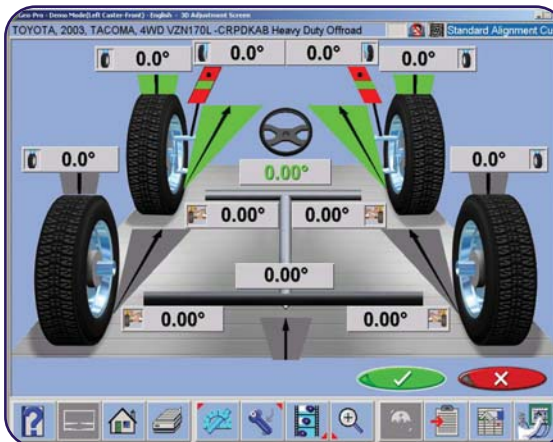 Geo Pro - Demo Mode(Left Caster-Front) - English - 3D Adjustment Screen
TOYOTA, 2003, TACOMA, 4WD VZN170L -CRPDKAB Heavy Duty Offroad
Standard Alignment Cu
0.0° 0.0° 0.0° 0.0°
0.0° 0.0°
0.00°
0.00° 0.00°
0.00°
0.00° 0.00°